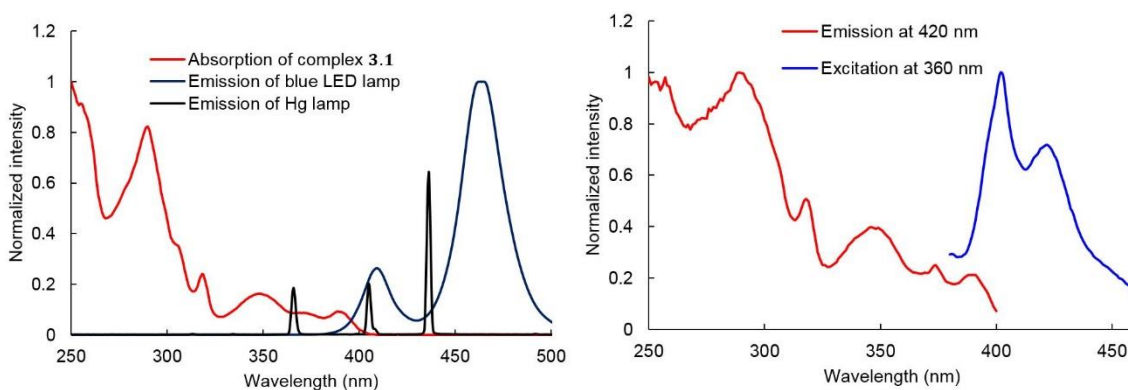 1.2
1
0.8
0.6
0.4
0.2
0
Normalized intensity
Absorption of complex 3.1
Emission of blue LED lamp
Emission of Hg lamp
250 300 350 400 450 500
Wavelength (nm)
1.2
1
0.8
0.6
0.4
0.2
0
Normalized intensity
Emission at 420 nm
Excitation at 360 nm
250 300 350 400 450
Wavelength (nm)